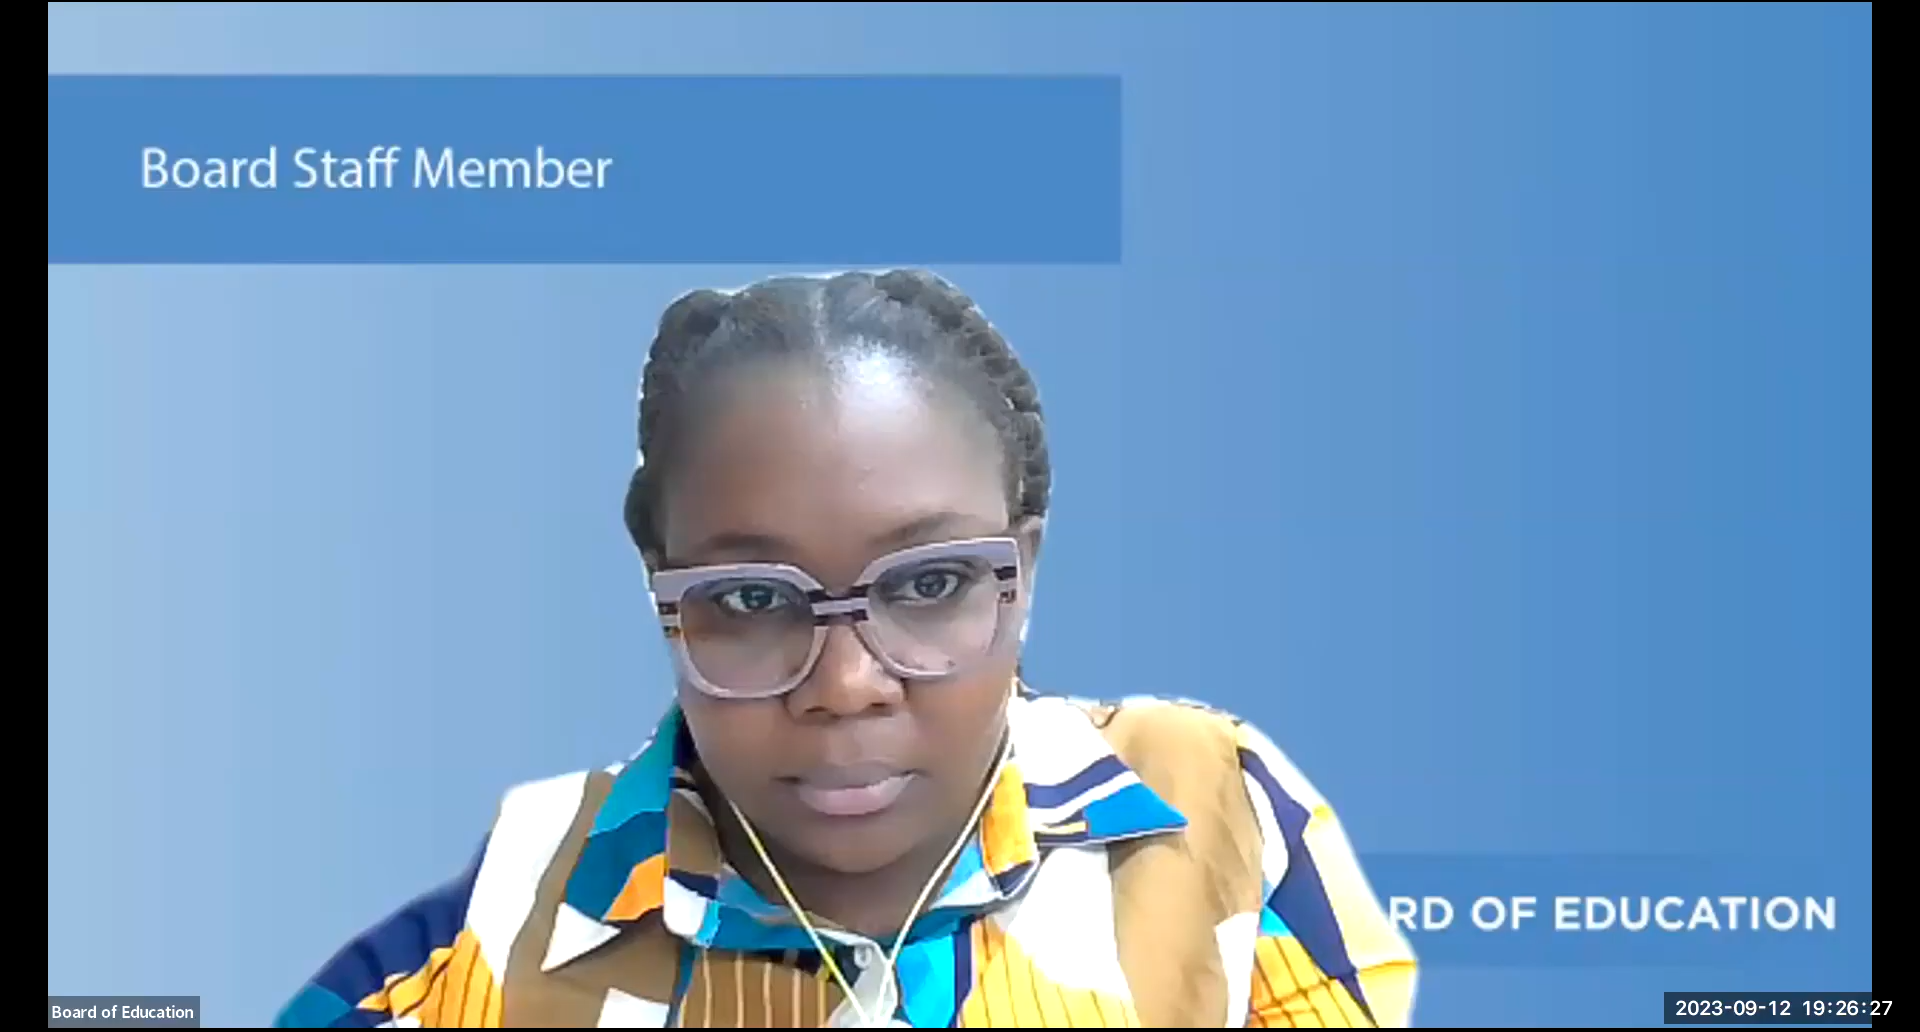 Board Staff Member
RD OF EDUCATION
Board of Education
2023-09-12 19:26:27